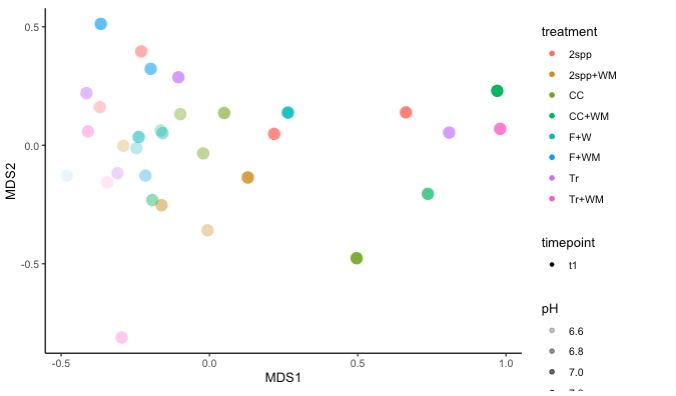 0.5
0.0
-0.5
MDS2
-0.5
0.0
0.5
1.0
MDS1
treatment
2spp
2spp+WM
CC
CC+WM
F+W
F+WM
Tr
Tr+WM
timepoint
t1
pH
6.6
6.8
7.0